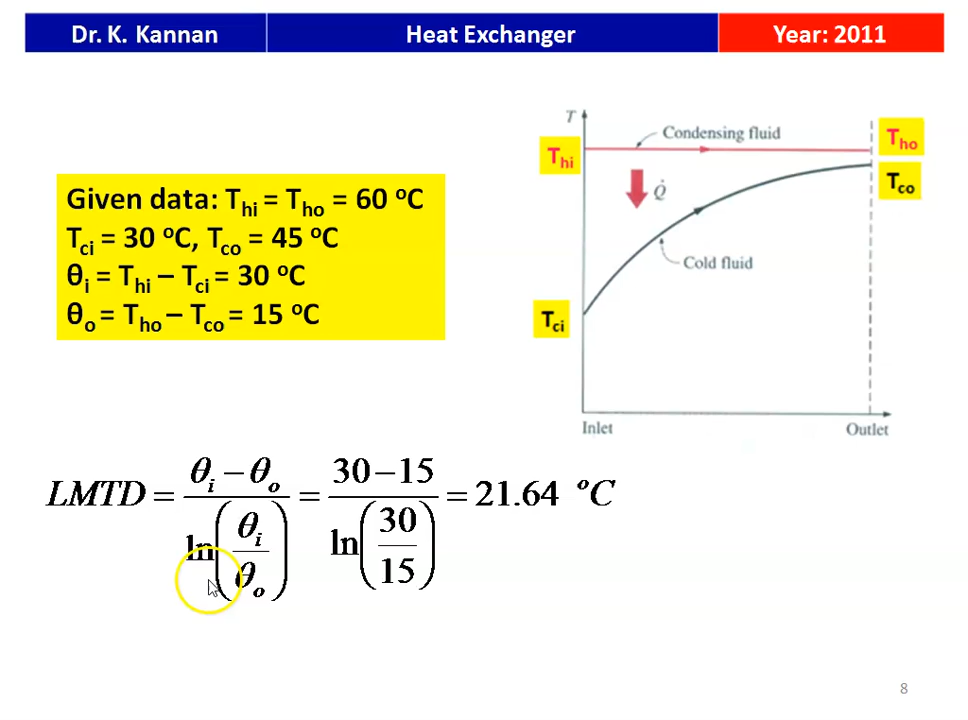 Dr. K. Kannan Heat Exchanger Year: 2011
T
Condensing fluid
Thi
Tho
Q̇
Tco
Cold fluid
Tci
Inlet Outlet
Given data: Thi = Tho = 60 oC
Tci = 30 oC, Tco = 45 oC
θi = Thi – Tci = 30 oC
θo = Tho – Tco = 15 oC
LMTD = (θi − θo) / ln(θi / θo) = (30 − 15) / ln(30 / 15) = 21.64 oC
8